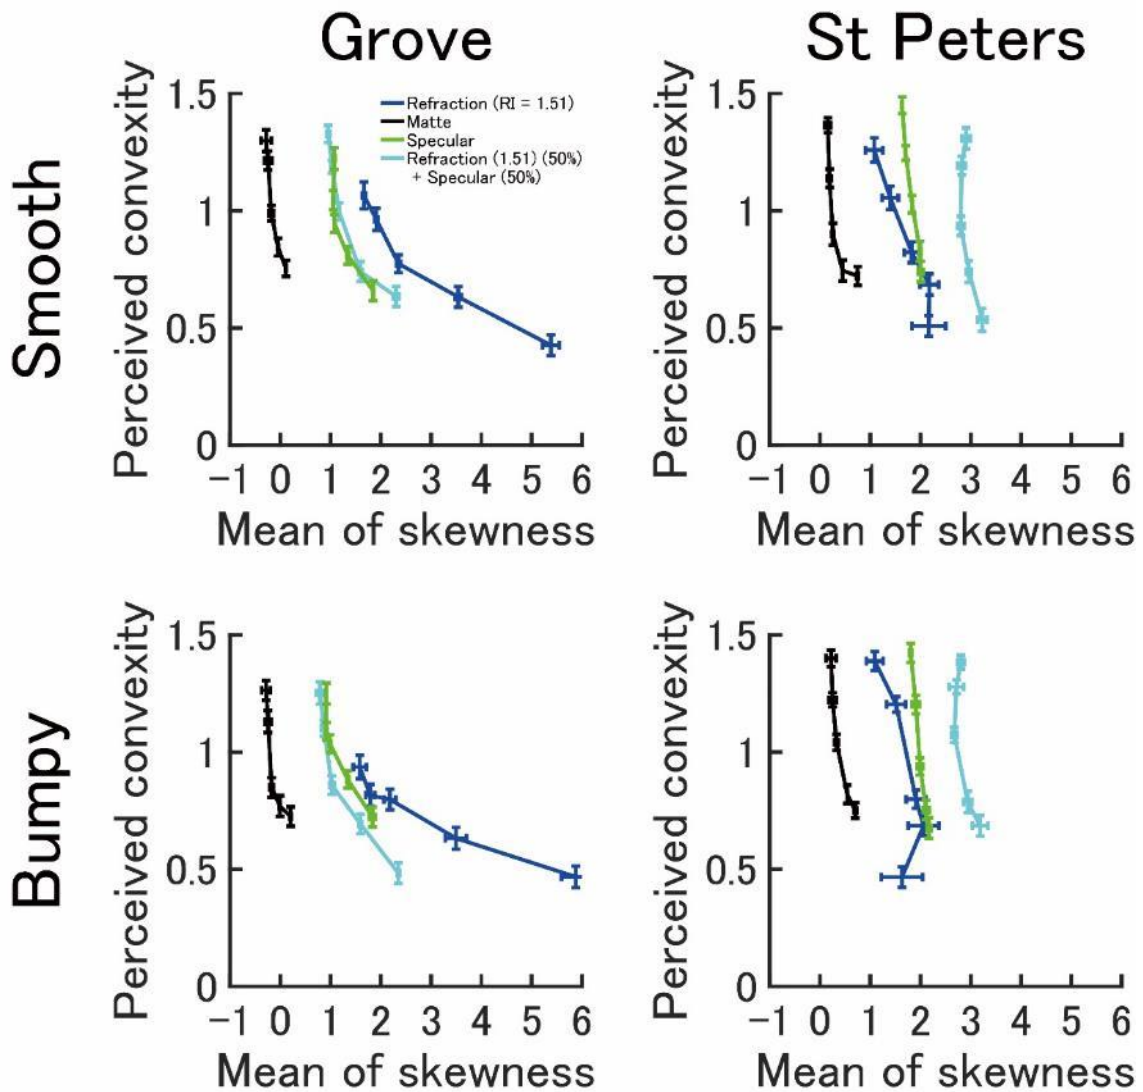 Grove
St Peters
Smooth
Perceived convexity
1.5
1
0.5
0
Refraction (RI = 1.51)
Matte
Specular
Refraction (1.51) (50%)
+ Specular (50%)
−1 0 1 2 3 4 5 6
Mean of skewness
Perceived convexity
1.5
1
0.5
0
−1 0 1 2 3 4 5 6
Mean of skewness
Bumpy
Perceived convexity
1.5
1
0.5
0
−1 0 1 2 3 4 5 6
Mean of skewness
Perceived convexity
1.5
1
0.5
0
−1 0 1 2 3 4 5 6
Mean of skewness